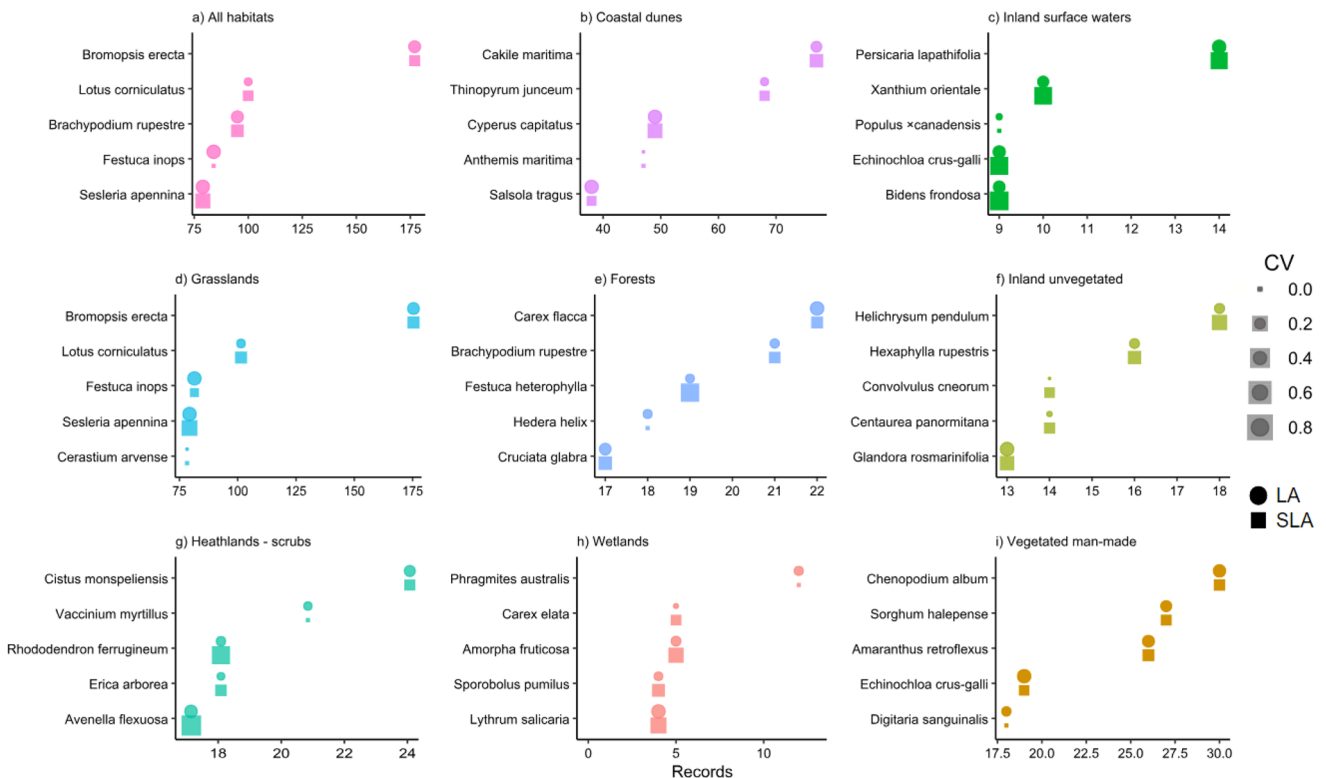 a) All habitats
Bromopsis erecta
Lotus corniculatus
Brachypodium rupestre
Festuca inops
Sesleria apennina
75 100 125 150 175
b) Coastal dunes
Cakile maritima
Thinopyrum junceum
Cyperus capitatus
Anthemis maritima
Salsola tragus
40 50 60 70
c) Inland surface waters
Persicaria lapathifolia
Xanthium orientale
Populus ×canadensis
Echinochloa crus-galli
Bidens frondosa
9 10 11 12 13 14
d) Grasslands
Bromopsis erecta
Lotus corniculatus
Festuca inops
Sesleria apennina
Cerastium arvense
75 100 125 150 175
e) Forests
Carex flacca
Brachypodium rupestre
Festuca heterophylla
Hedera helix
Cruciata glabra
17 18 19 20 21 22
f) Inland unvegetated
Helichrysum pendulum
Hexaphylla rupestris
Convolvulus cneorum
Centaurea panormitana
Glandora rosmarinifolia
13 14 15 16 17 18
g) Heathlands - scrubs
Cistus monspeliensis
Vaccinium myrtillus
Rhododendron ferrugineum
Erica arborea
Avenella flexuosa
18 20 22 24
h) Wetlands
Phragmites australis
Carex elata
Amorpha fruticosa
Sporobolus pumilus
Lythrum salicaria
0 5 10
Records
i) Vegetated man-made
Chenopodium album
Sorghum halepense
Amaranthus retroflexus
Echinochloa crus-galli
Digitaria sanguinalis
17.5 20.0 22.5 25.0 27.5 30.0
CV
0.0
0.2
0.4
0.6
0.8
LA
SLA